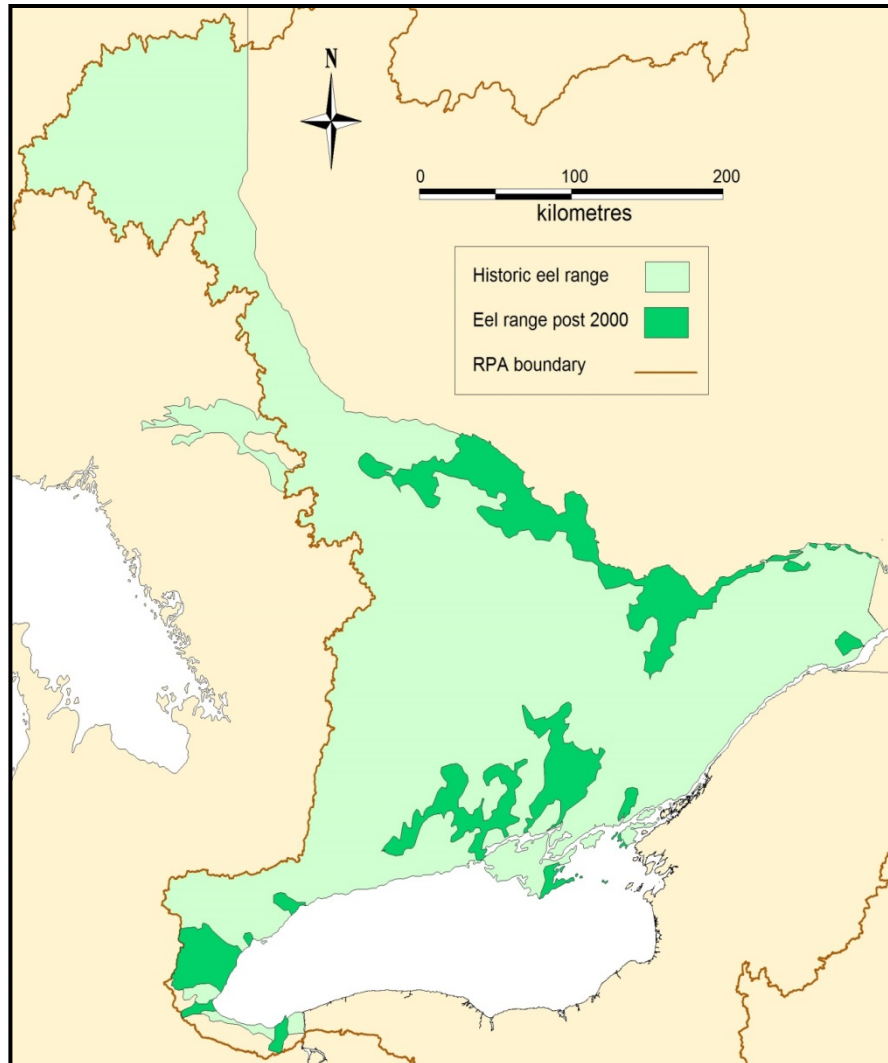 N
0 100 200
kilometres
Historic eel range
Eel range post 2000
RPA boundary